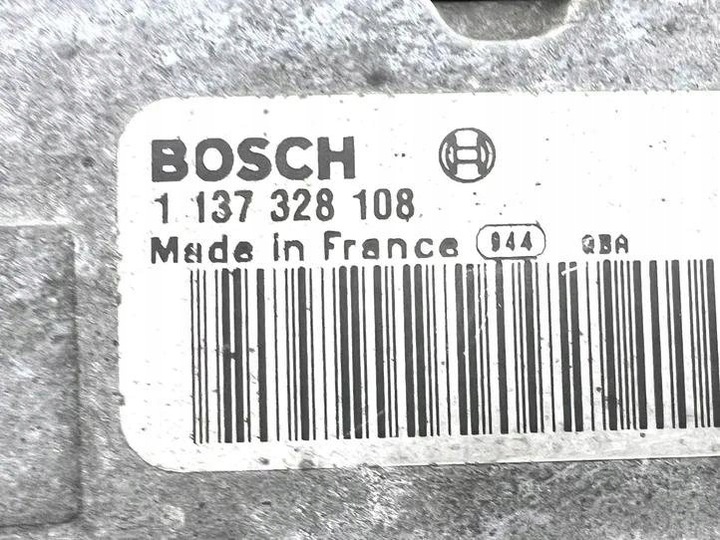 BOSCH
1 137 328 108
Made in France 944 QBA